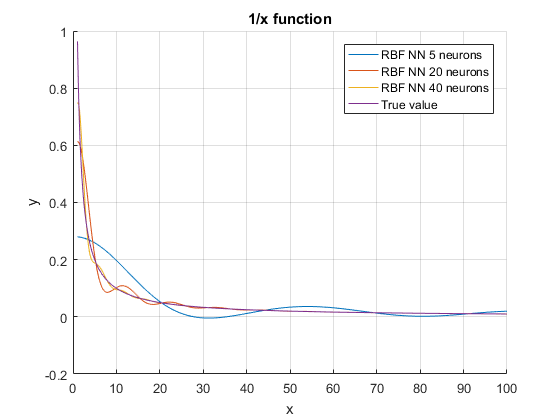 1/x function
RBF NN 5 neurons
RBF NN 20 neurons
RBF NN 40 neurons
True value
y
1
0.8
0.6
0.4
0.2
0
-0.2
0 10 20 30 40 50 60 70 80 90 100
x